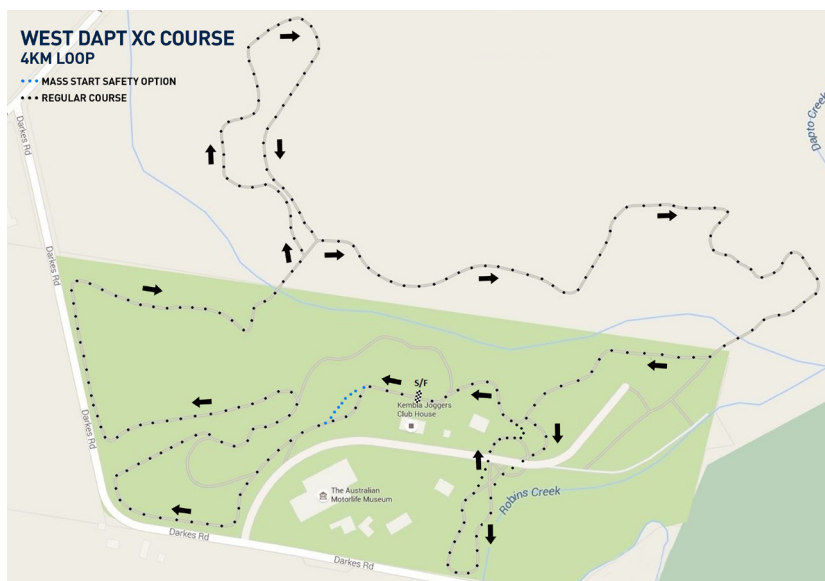 WEST DAPT XC COURSE
4KM LOOP
MASS START SAFETY OPTION
REGULAR COURSE
Darkes Rd
Dapto Creek
Darkes Rd
S/F
Kembla Joggers
Club House
Darkes Rd
The Australian
Motorlife Museum
Robins Creek
Darkes Rd
Darkes Rd